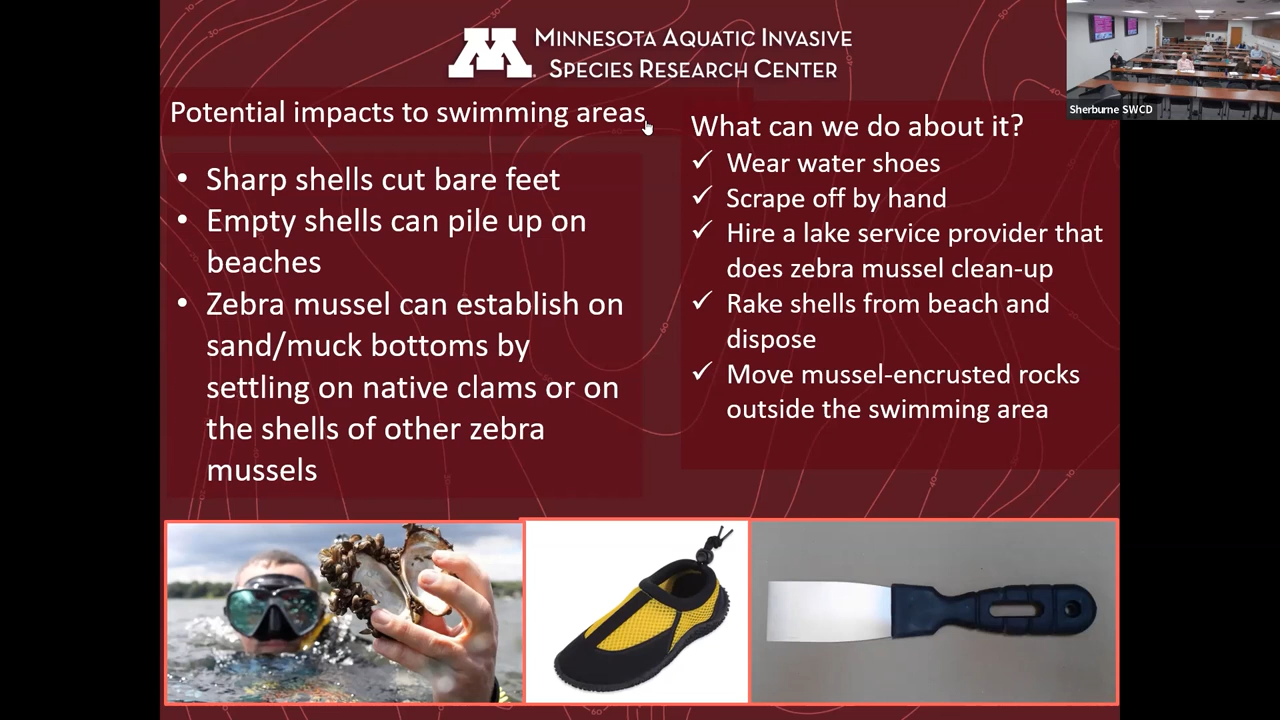 MINNESOTA AQUATIC INVASIVE
SPECIES RESEARCH CENTER
Sherburne SWCD
Potential impacts to swimming areas
• Sharp shells cut bare feet
• Empty shells can pile up on
beaches
• Zebra mussel can establish on
sand/muck bottoms by
settling on native clams or on
the shells of other zebra
mussels
What can we do about it?
✓ Wear water shoes
✓ Scrape off by hand
✓ Hire a lake service provider that
does zebra mussel clean-up
✓ Rake shells from beach and
dispose
✓ Move mussel-encrusted rocks
outside the swimming area